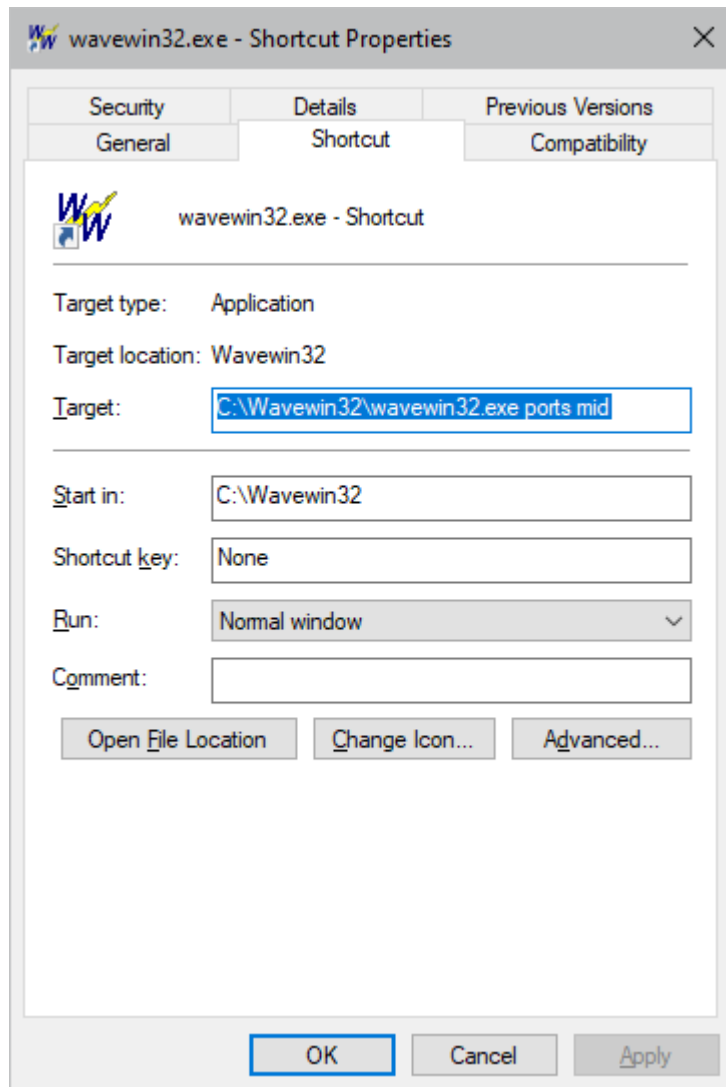 wavewin32.exe - Shortcut Properties
Security Details Previous Versions
General Shortcut Compatibility
wavewin32.exe - Shortcut
Target type: Application
Target location: Wavewin32
Target: C:\Wavewin32\wavewin32.exe ports mid
Start in: C:\Wavewin32
Shortcut key: None
Run: Normal window
Comment:
Open File Location Change Icon... Advanced...
OK Cancel Apply